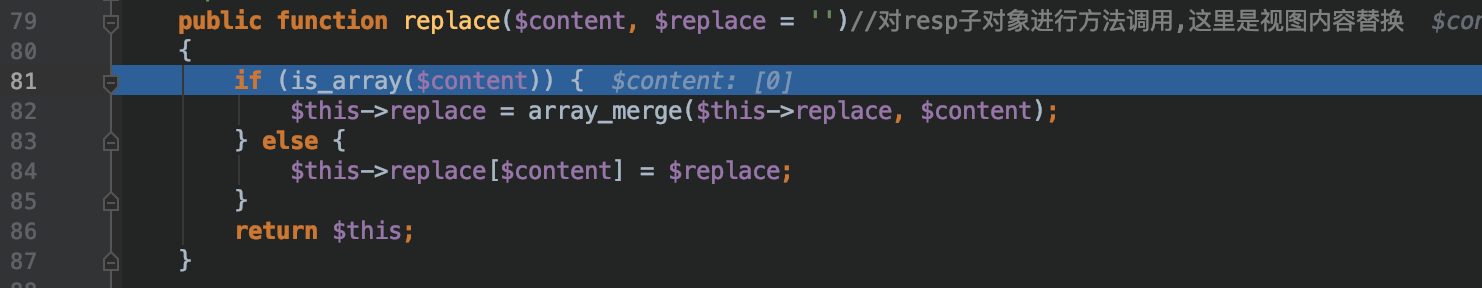 79 public function replace($content, $replace = '')//对resp子对象进行方法调用,这里是视图内容替换 $cor
80 {
81 if (is_array($content)) { $content: [0]
82 $this->replace = array_merge($this->replace, $content);
83 } else {
84 $this->replace[$content] = $replace;
85 }
86 return $this;
87 }